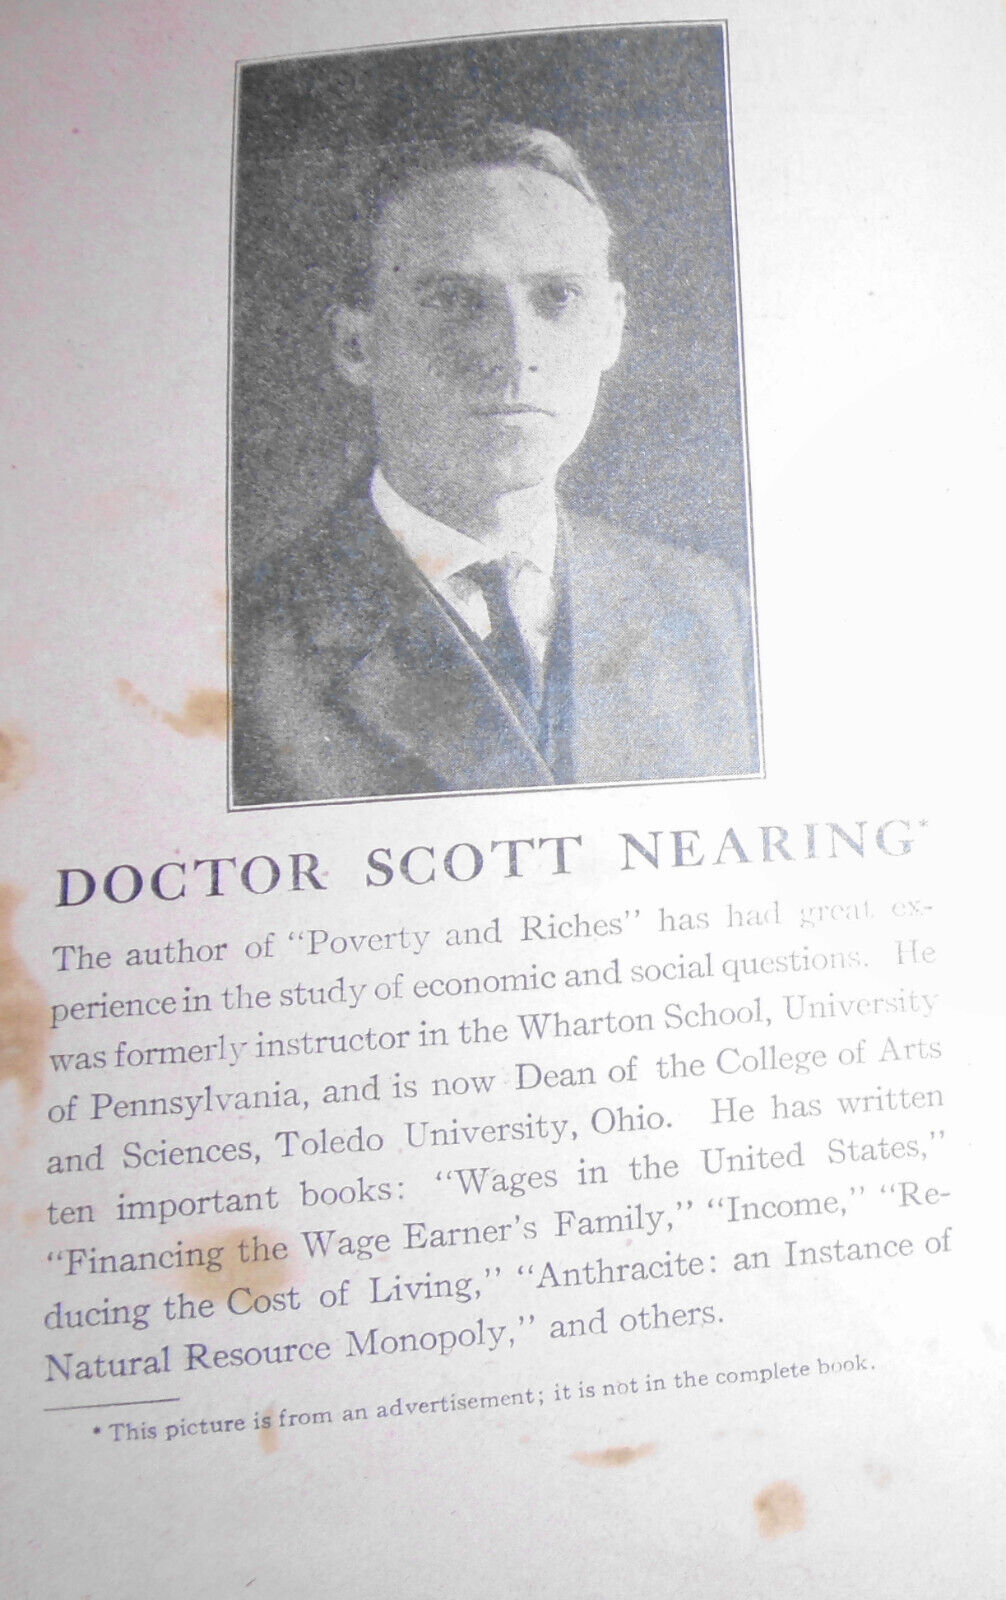 DOCTOR SCOTT NEARING*
The author of "Poverty and Riches" has had great ex-
perience in the study of economic and social questions. He
was formerly instructor in the Wharton School, University
of Pennsylvania, and is now Dean of the College of Arts
and Sciences, Toledo University, Ohio. He has written
ten important books: "Wages in the United States,"
"Financing the Wage Earner's Family," "Income," "Re-
ducing the Cost of Living," "Anthracite: an Instance of
Natural Resource Monopoly," and others.
* This picture is from an advertisement; it is not in the complete book.